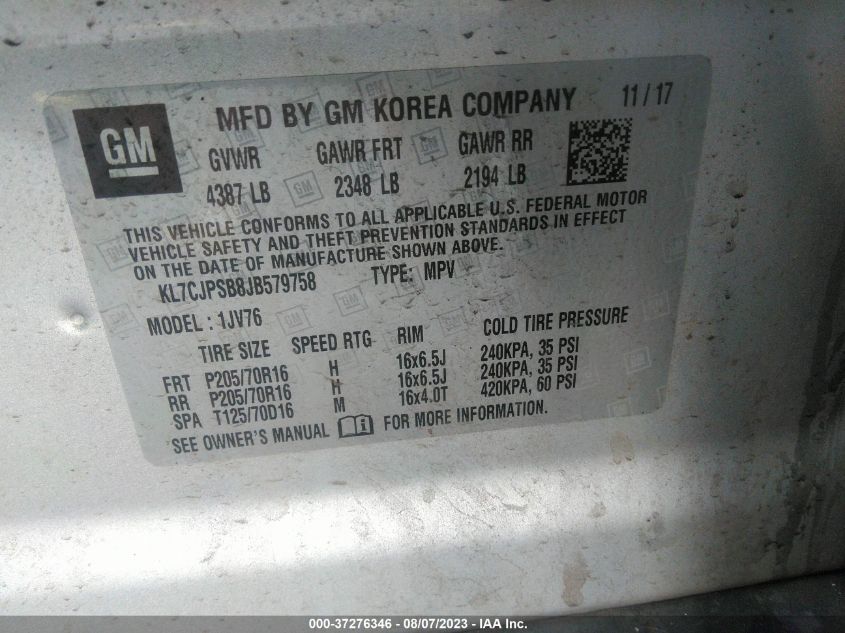 GM
MFD BY GM KOREA COMPANY 11 / 17
GVWR GAWR FRT GAWR RR
4387 LB 2348 LB 2194 LB
THIS VEHICLE CONFORMS TO ALL APPLICABLE U.S. FEDERAL MOTOR
VEHICLE SAFETY AND THEFT PREVENTION STANDARDS IN EFFECT
ON THE DATE OF MANUFACTURE SHOWN ABOVE.
KL7CJPSB8JB579758 TYPE: MPV
MODEL : 1JV76
TIRE SIZE SPEED RTG RIM COLD TIRE PRESSURE
FRT P205/70R16 H 16x6.5J 240KPA, 35 PSI
RR P205/70R16 H 16x6.5J 240KPA, 35 PSI
SPA T125/70D16 M 16x4.0T 420KPA, 60 PSI
SEE OWNER'S MANUAL FOR MORE INFORMATION.
000-37276346 - 08/07/2023 - IAA Inc.